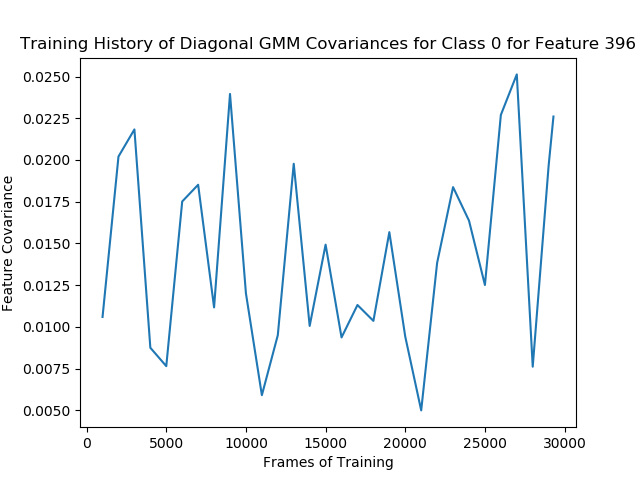 Training History of Diagonal GMM Covariances for Class 0 for Feature 396
0.0250
0.0225
0.0200
0.0175
0.0150
0.0125
0.0100
0.0075
0.0050
Feature Covariance
0 5000 10000 15000 20000 25000 30000
Frames of Training